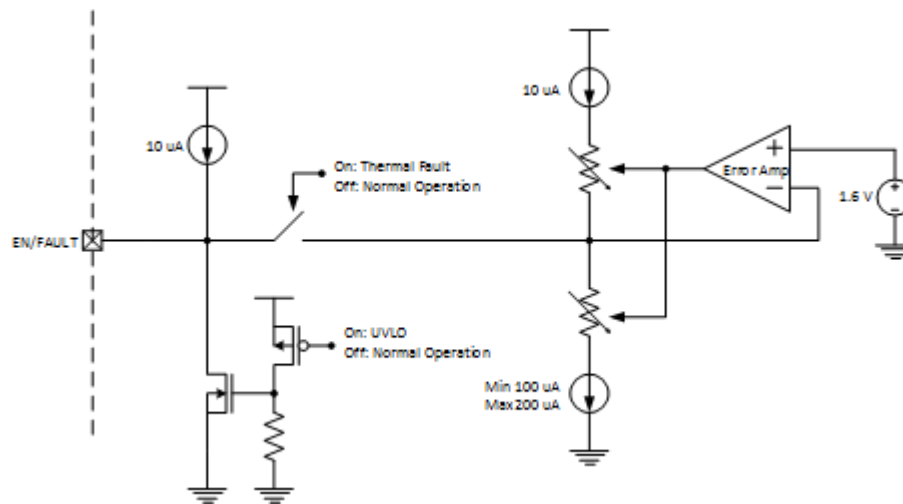 10 uA
10 uA
On: Thermal Fault
Off: Normal Operation
Error Amp
1.6 V
EN/FAULT
On: UVLO
Off: Normal Operation
Min 100 uA
Max 200 uA